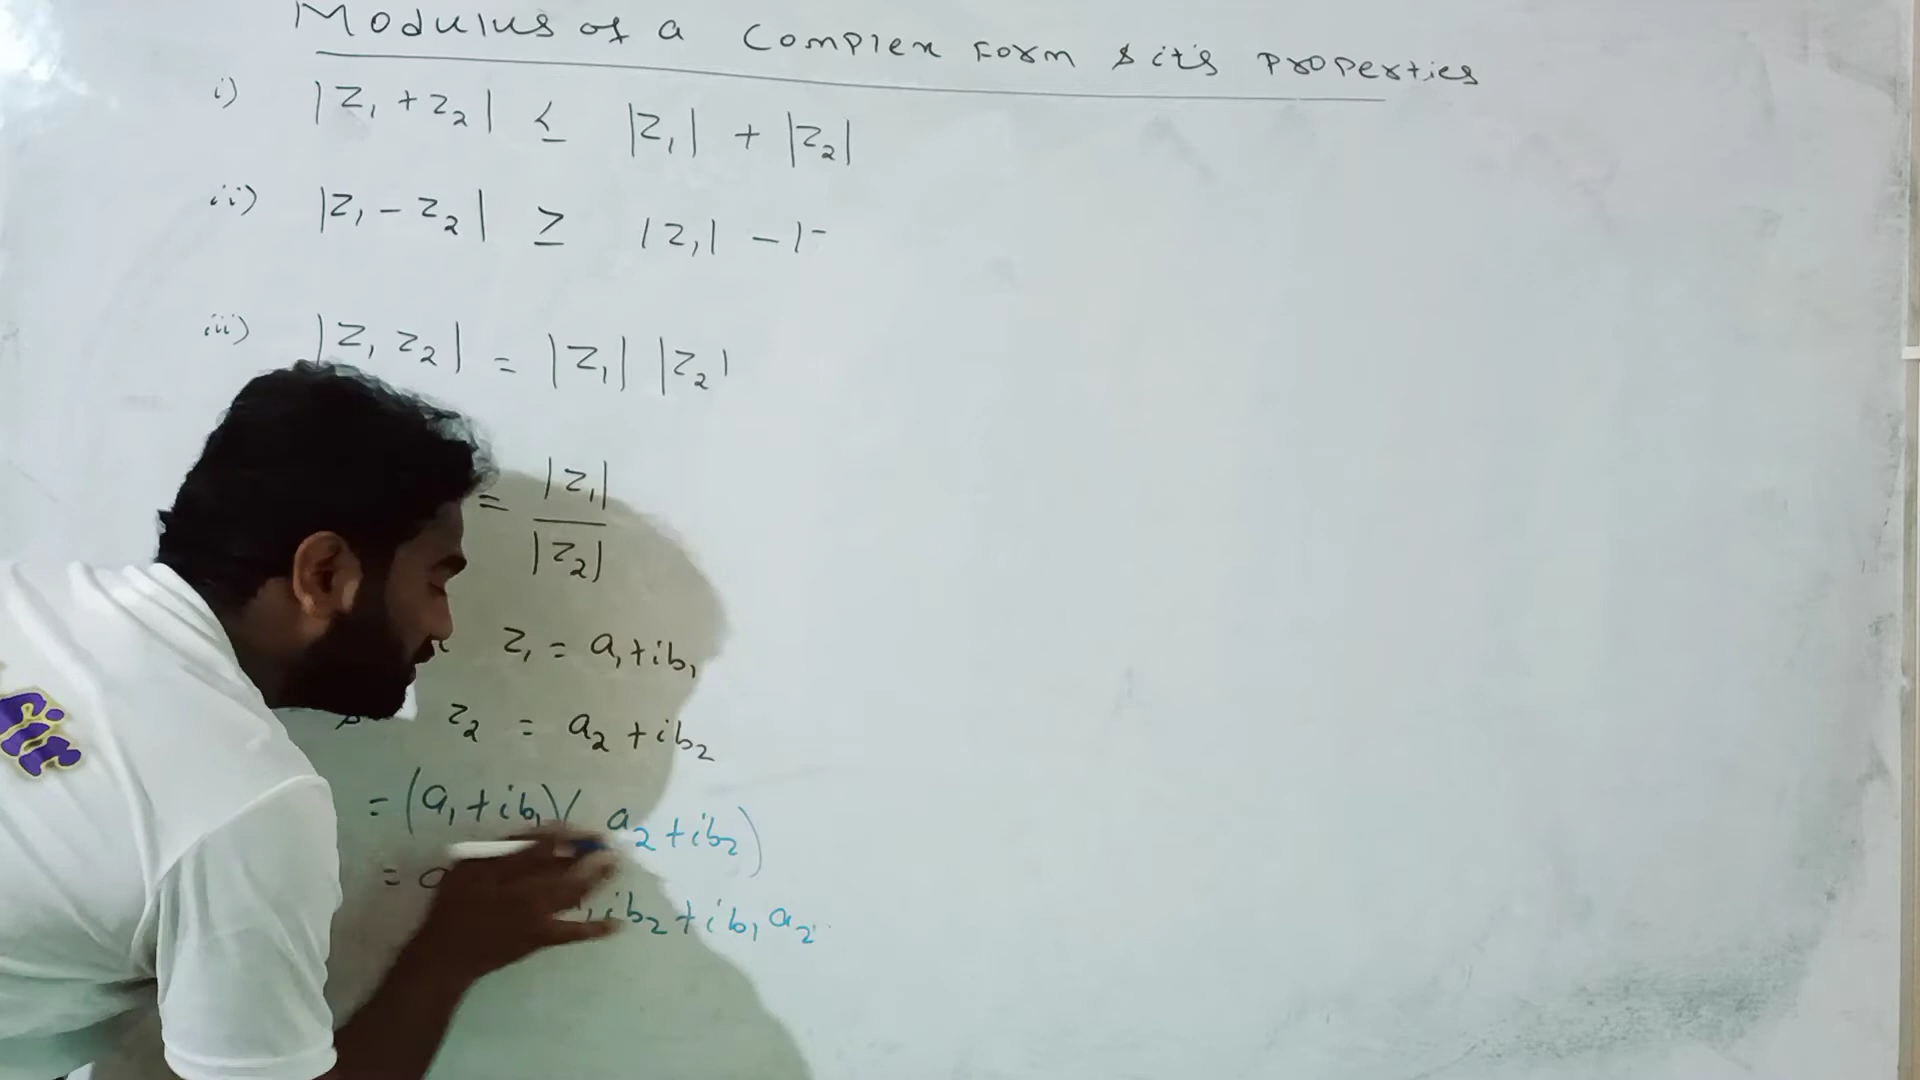 Modulus of a Complex Form & it's properties
i) |z₁ + z₂| ≤ |z₁| + |z₂|
ii) |z₁ - z₂| ≥ |z₁| -
iii) |z₁ z₂| = |z₁| |z₂|
= |z₁| / |z₂|
z₁ = a₁ + ib₁
z₂ = a₂ + ib₂
= (a₁ + ib₁)(a₂ + ib₂)
= a ib₂ + ib₁ a₂